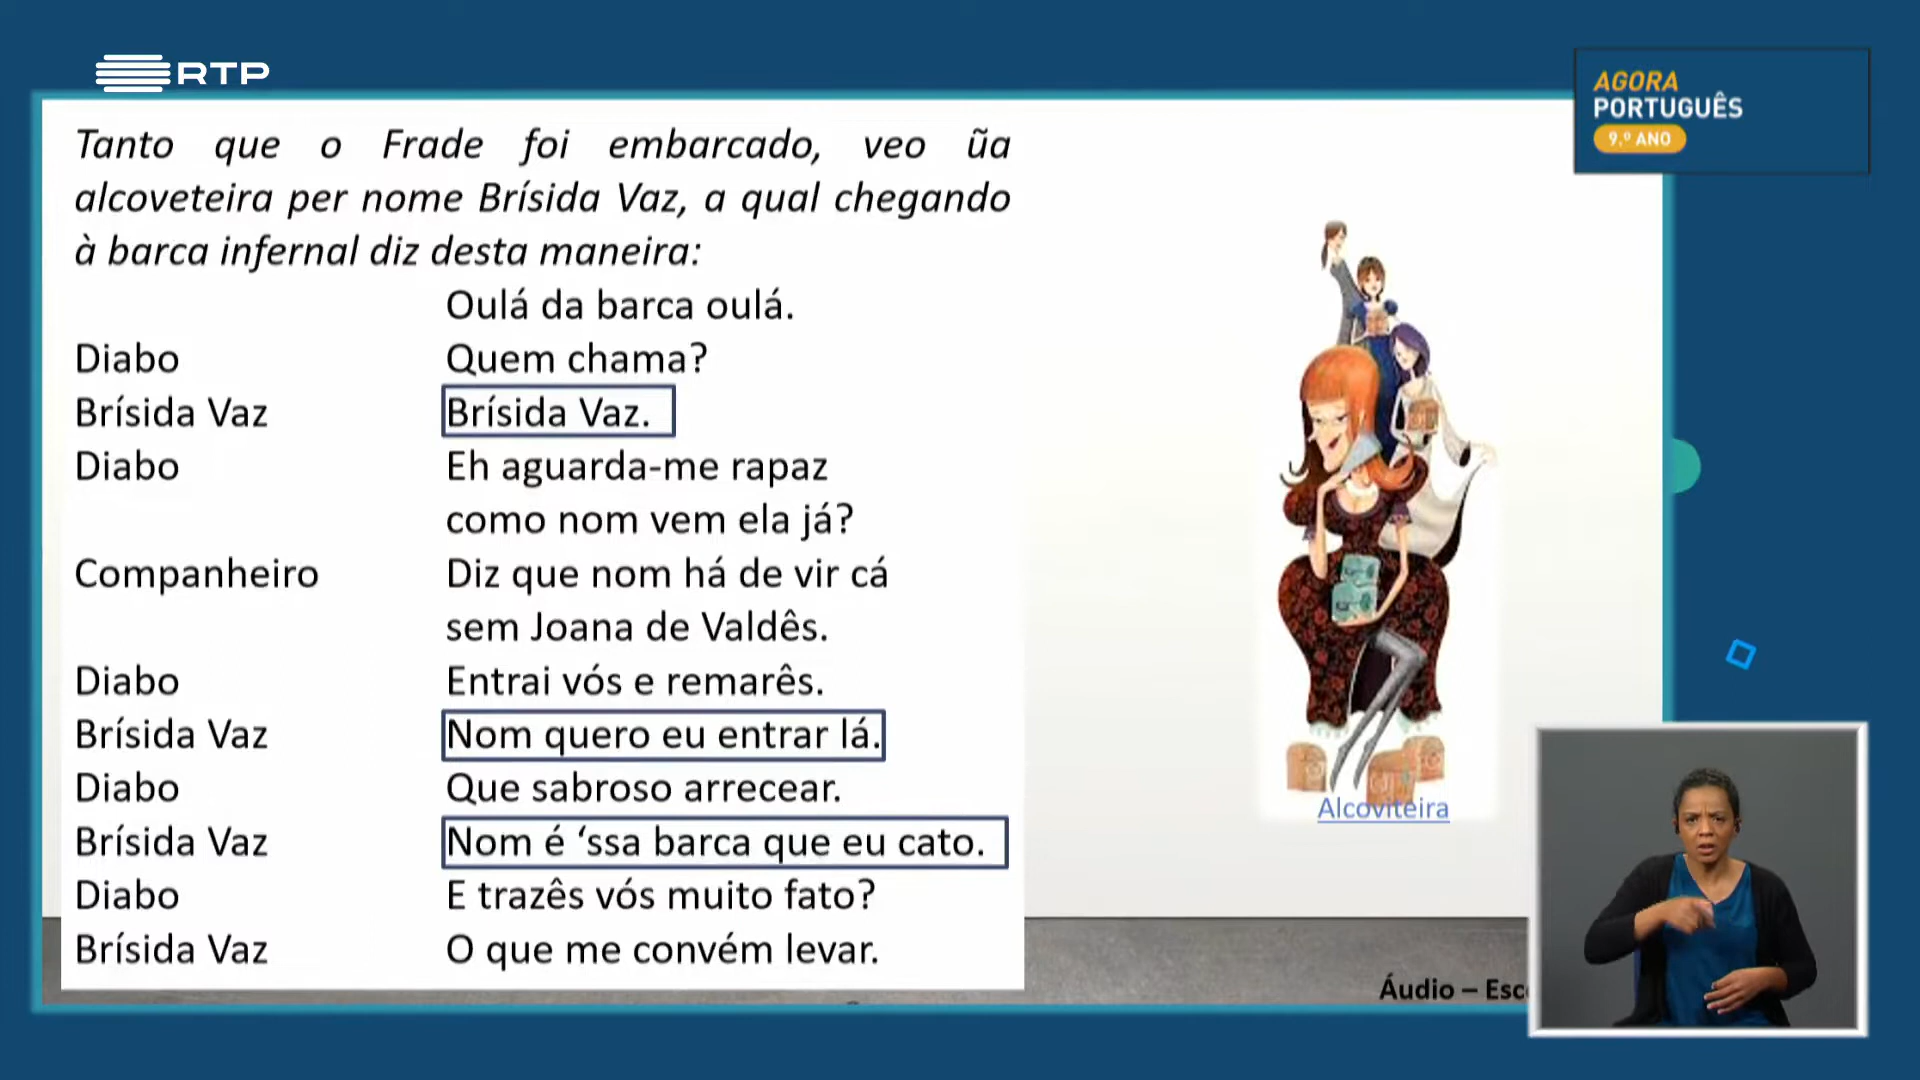 RTP
AGORA
PORTUGUÊS
9.º ANO
Tanto que o Frade foi embarcado, veo ũa
alcoveteira per nome Brísida Vaz, a qual chegando
à barca infernal diz desta maneira:
Oulá da barca oulá.
Diabo Quem chama?
Brísida Vaz Brísida Vaz.
Diabo Eh aguarda-me rapaz
como nom vem ela já?
Companheiro Diz que nom há de vir cá
sem Joana de Valdês.
Diabo Entrai vós e remarês.
Brísida Vaz Nom quero eu entrar lá.
Diabo Que sabroso arrecear.
Brísida Vaz Nom é ‘ssa barca que eu cato.
Diabo E trazês vós muito fato?
Brísida Vaz O que me convém levar.
Alcoviteira
Áudio –